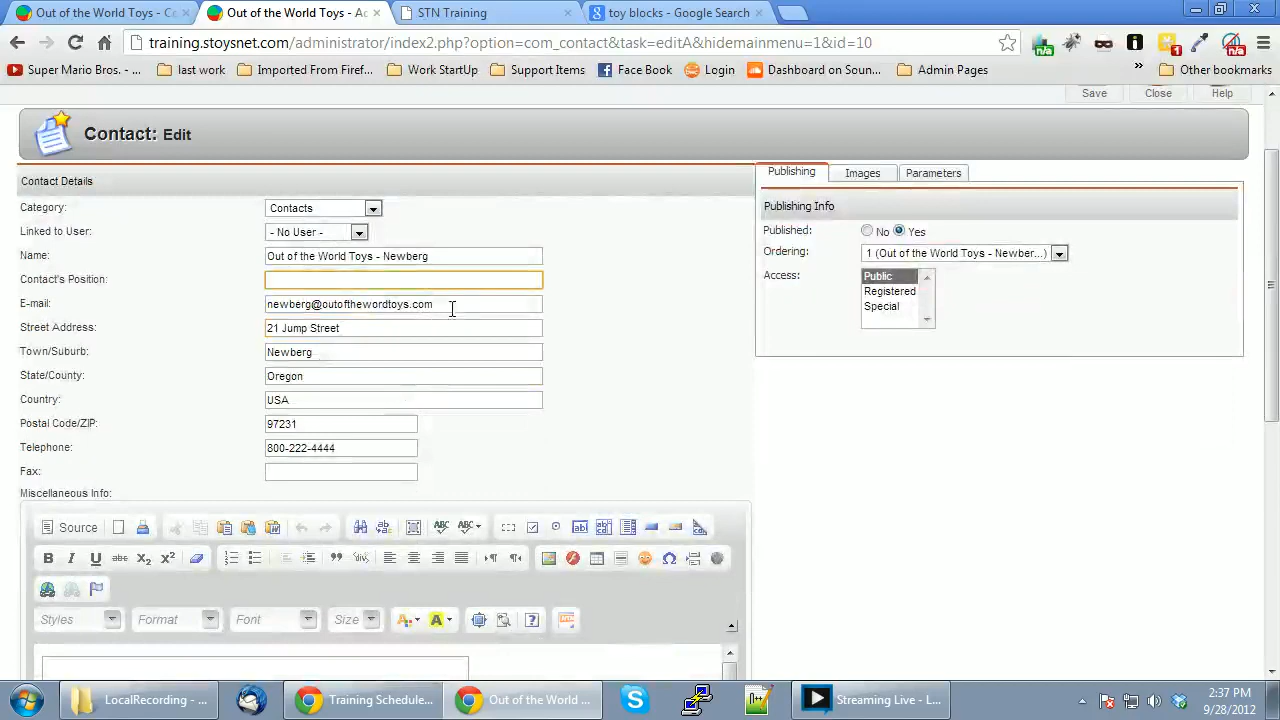 Out of the World Toys - Co
Out of the World Toys - Ad
STN Training
toy blocks - Google Search
training.stoysnet.com/administrator/index2.php?option=com_contact&task=editA&hidemainmenu=1&id=10
Super Mario Bros. - ...
last work
Imported From Firef...
Work StartUp
Support Items
Face Book
Login
Dashboard on Soun...
Admin Pages
»
Other bookmarks
Save
Close
Help
Contact: Edit
Contact Details
Category:
Contacts
Linked to User:
- No User -
Name:
Out of the World Toys - Newberg
Contact's Position:
E-mail:
newberg@outofthewordtoys.com
Street Address:
21 Jump Street
Town/Suburb:
Newberg
State/County:
Oregon
Country:
USA
Postal Code/ZIP:
97231
Telephone:
800-222-4444
Fax:
Miscellaneous Info:
Publishing
Images
Parameters
Publishing Info
Published:
No
Yes
Ordering:
1 (Out of the World Toys - Newber...)
Access:
Public
Registered
Special
Source
B I U abc X₂ X²
Styles
Format
Font
Size
LocalRecording - ...
Training Schedule...
Out of the World ...
Streaming Live - L...
2:37 PM
9/28/2012